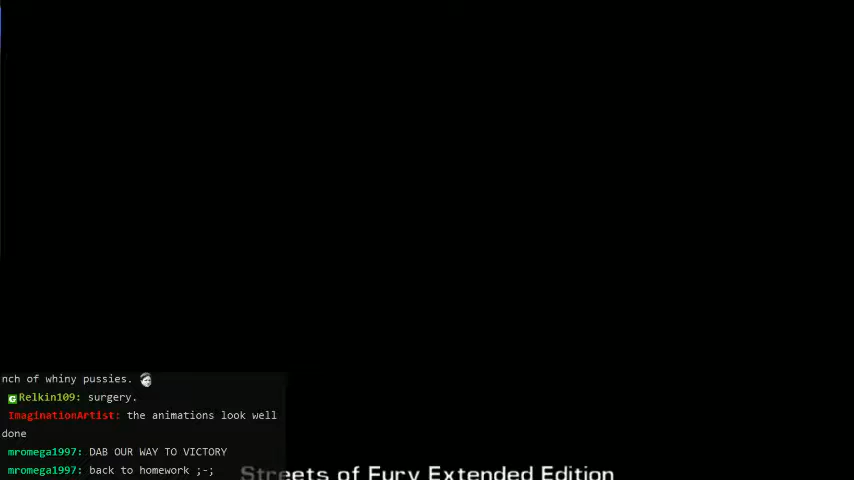 nch of whiny pussies.
G Relkin109: surgery.
ImaginationArtist: the animations look well
done
mromega1997: DAB OUR WAY TO VICTORY
mromega1997: back to homework ;-;
Streets of Fury Extended Edition